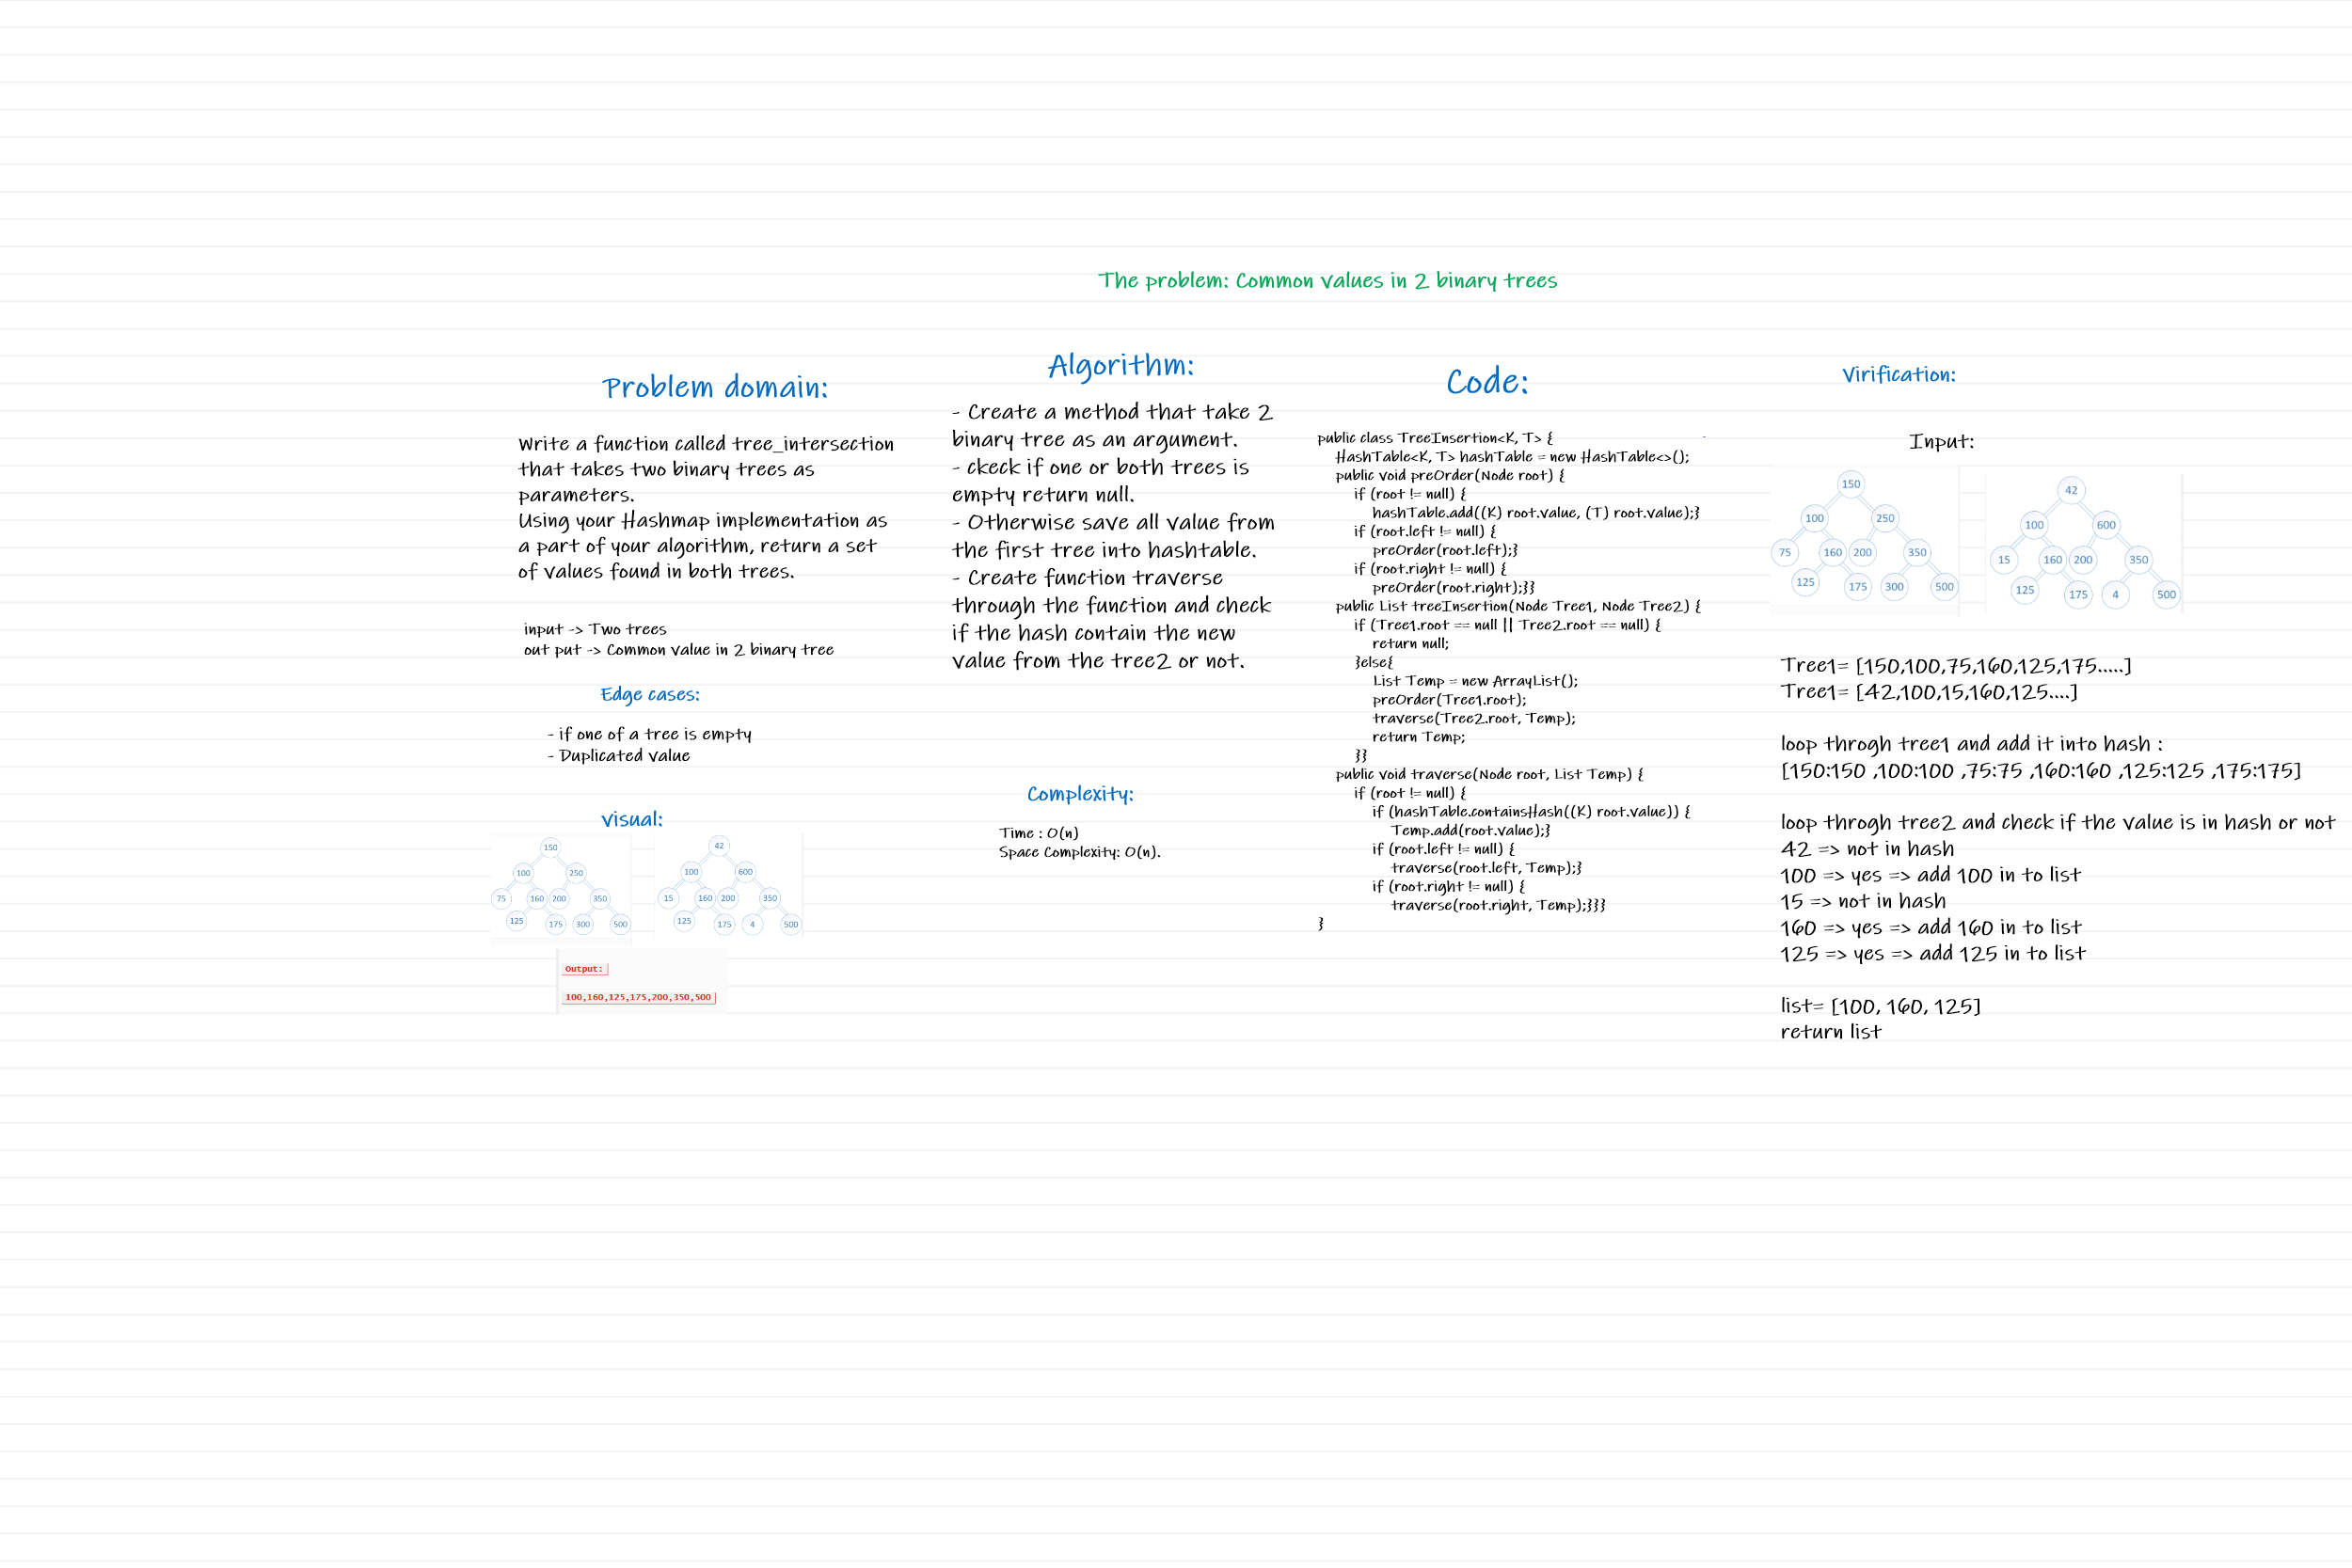 The problem: Common values in 2 binary trees
Problem domain:
Write a function called tree_intersection
that takes two binary trees as
parameters.
Using your Hashmap implementation as
a part of your algorithm, return a set
of values found in both trees.
input -> Two trees
out put -> Common value in 2 binary tree
Edge cases:
- if one of a tree is empty
- Duplicated value
visual:
150
100 250
75 160 200 350
125 175 300 500
42
100 600
15 160 200 350
125 175 4 500
Output:
100,160,125,175,200,350,500
Algorithm:
- Create a method that take 2
binary tree as an argument.
- ckeck if one or both trees is
empty return null.
- Otherwise save all value from
the first tree into hashtable.
- Create function traverse
through the function and check
if the hash contain the new
value from the tree2 or not.
Complexity:
Time : O(n)
Space Complexity: O(n).
Code:
public class TreeInsertion<K, T> {
HashTable<K, T> hashTable = new HashTable<>();
public void preOrder(Node root) {
if (root != null) {
hashTable.add((K) root.value, (T) root.value);}
if (root.left != null) {
preOrder(root.left);}
if (root.right != null) {
preOrder(root.right);}}
public List treeInsertion(Node Tree1, Node Tree2) {
if (Tree1.root == null || Tree2.root == null) {
return null;
}else{
List Temp = new ArrayList();
preOrder(Tree1.root);
traverse(Tree2.root, Temp);
return Temp;
}}
public void traverse(Node root, List Temp) {
if (root != null) {
if (hashTable.containsHash((K) root.value)) {
Temp.add(root.value);}
if (root.left != null) {
traverse(root.left, Temp);}
if (root.right != null) {
traverse(root.right, Temp);}}}
}
Virification:
Input:
150
100 250
75 160 200 350
125 175 300 500
42
100 600
15 160 200 350
125 175 4 500
Tree1= [150,100,75,160,125,175.....]
Tree1= [42,100,15,160,125....]
loop throgh tree1 and add it into hash :
[150:150 ,100:100 ,75:75 ,160:160 ,125:125 ,175:175]
loop throgh tree2 and check if the value is in hash or not
42 => not in hash
100 => yes => add 100 in to list
15 => not in hash
160 => yes => add 160 in to list
125 => yes => add 125 in to list
list= [100, 160, 125]
return list